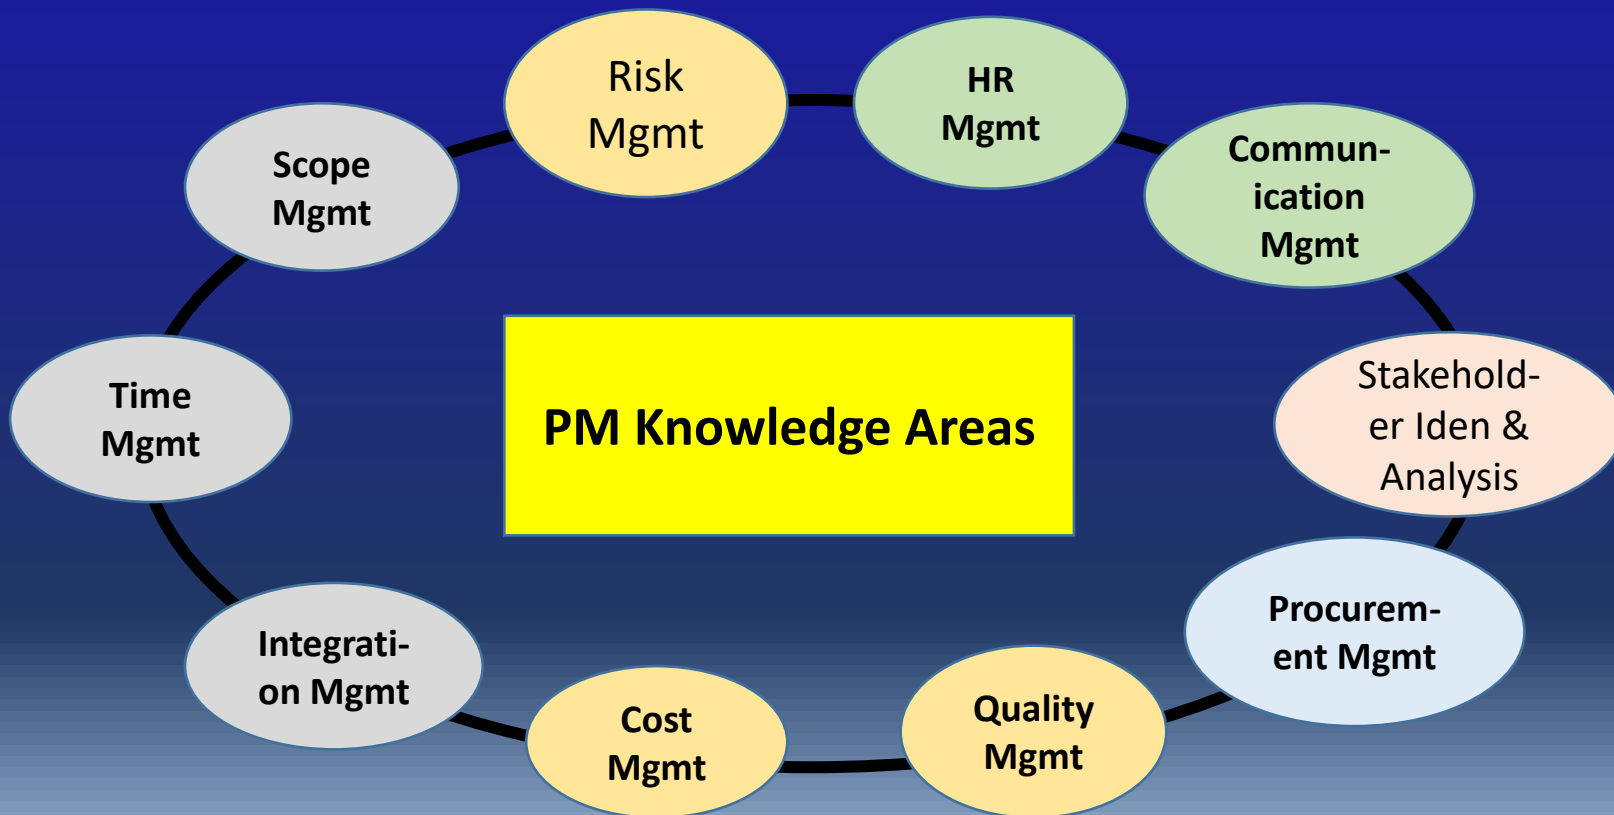 Risk
Mgmt
HR
Mgmt
Commun-
ication
Mgmt
Scope
Mgmt
Stakehold-
er Iden &
Analysis
Time
Mgmt
PM Knowledge Areas
Procurem-
ent Mgmt
Integrati-
on Mgmt
Quality
Mgmt
Cost
Mgmt